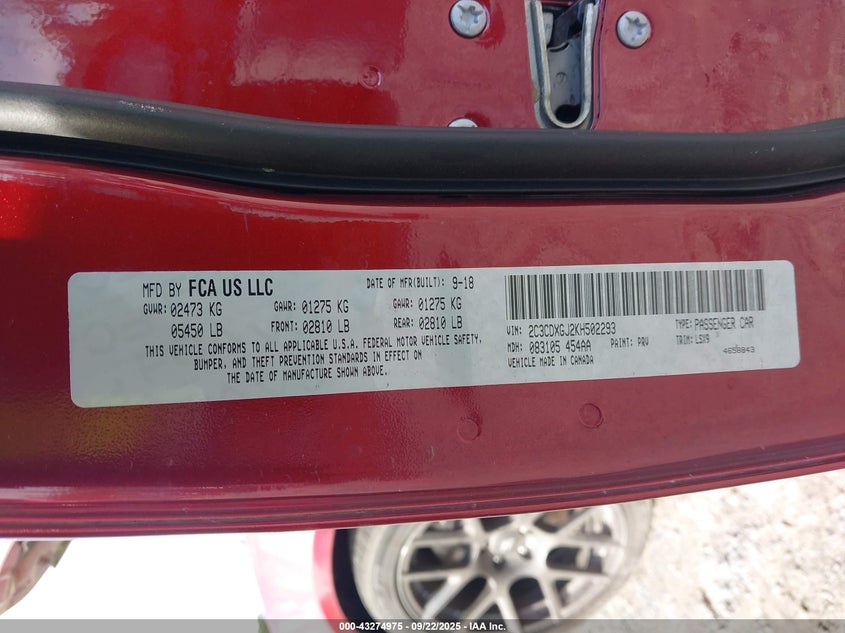 MFD BY FCA US LLC DATE OF MFR(BUILT): 9-18
GVWR: 02473 KG GAWR: 01275 KG GAWR: 01275 KG
05450 LB FRONT: 02810 LB REAR: 02810 LB
THIS VEHICLE CONFORMS TO ALL APPLICABLE U.S.A. FEDERAL MOTOR VEHICLE SAFETY,
BUMPER, AND THEFT PREVENTION STANDARDS IN EFFECT ON
THE DATE OF MANUFACTURE SHOWN ABOVE.
VIN: 2C3CDXGJ2KH502293 TYPE: PASSENGER CAR
MDH: 083105 454AA PAINT: PRV TRIM: LSX9
VEHICLE MADE IN CANADA 4658843
000-43274975 - 09/22/2025 - IAA Inc.